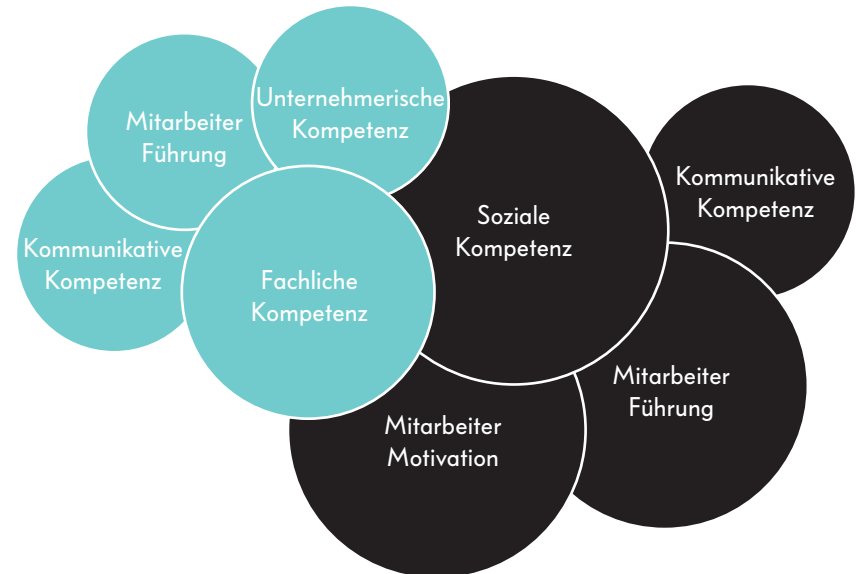 Unternehmerische
Kompetenz
Mitarbeiter
Führung
Kommunikative
Kompetenz
Fachliche
Kompetenz
Soziale
Kompetenz
Kommunikative
Kompetenz
Mitarbeiter
Führung
Mitarbeiter
Motivation